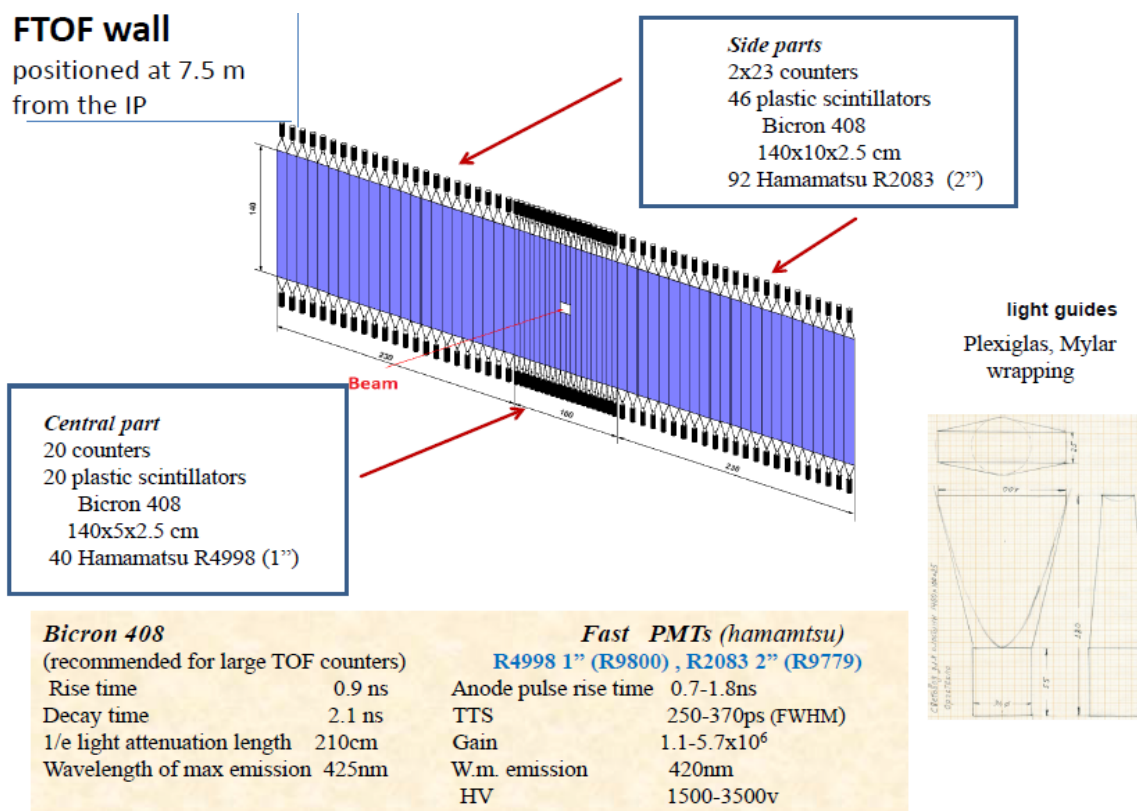 FTOF wall
positioned at 7.5 m
from the IP
Side parts
2x23 counters
46 plastic scintillators
Bicron 408
140x10x2.5 cm
92 Hamamatsu R2083 (2”)
140
230
Beam
160
230
light guides
Plexiglas, Mylar
wrapping
Central part
20 counters
20 plastic scintillators
Bicron 408
140x5x2.5 cm
40 Hamamatsu R4998 (1”)
25
55
Bicron 408
(recommended for large TOF counters)
Rise time 0.9 ns
Decay time 2.1 ns
1/e light attenuation length 210cm
Wavelength of max emission 425nm
Fast PMTs (hamamtsu)
R4998 1” (R9800) , R2083 2” (R9779)
Anode pulse rise time 0.7-1.8ns
TTS 250-370ps (FWHM)
Gain 1.1-5.7x10⁶
W.m. emission 420nm
HV 1500-3500v